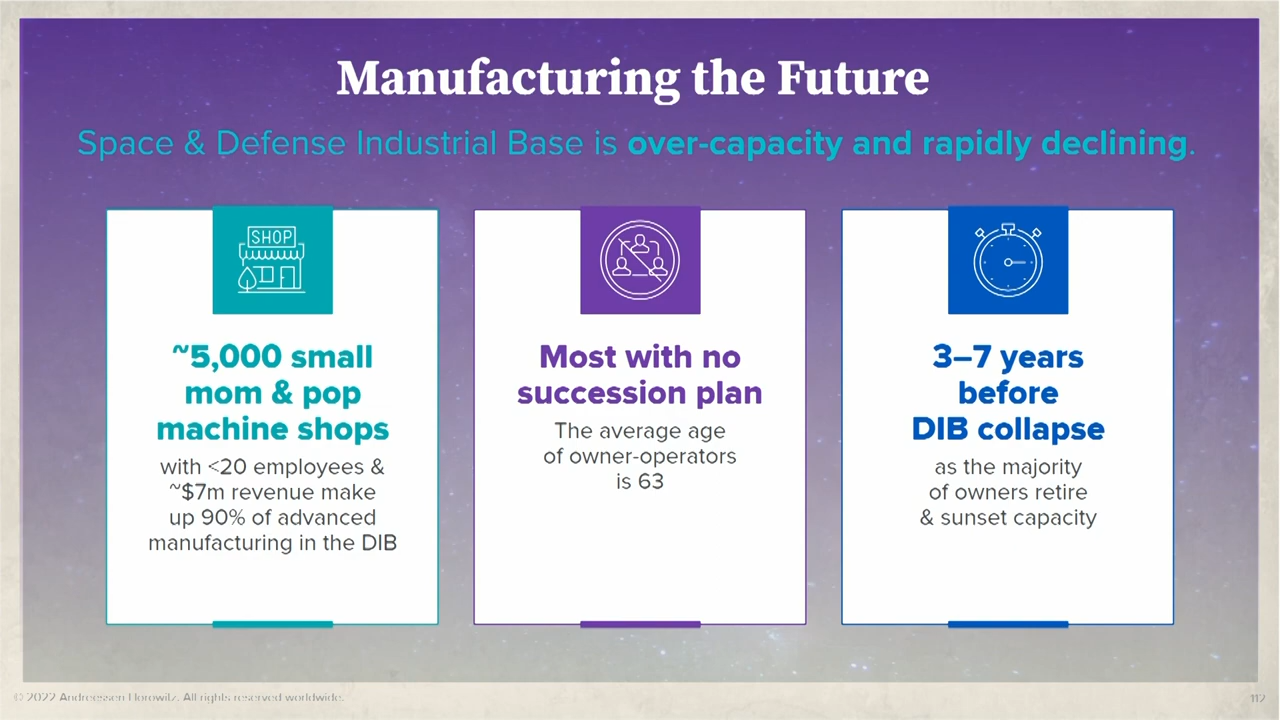 Manufacturing the Future
Space & Defense Industrial Base is over-capacity and rapidly declining.
SHOP
~5,000 small
mom & pop
machine shops
with <20 employees &
~$7m revenue make
up 90% of advanced
manufacturing in the DIB
Most with no
succession plan
The average age
of owner-operators
is 63
3–7 years
before
DIB collapse
as the majority
of owners retire
& sunset capacity
© 2022 Andreessen Horowitz. All rights reserved worldwide.
112